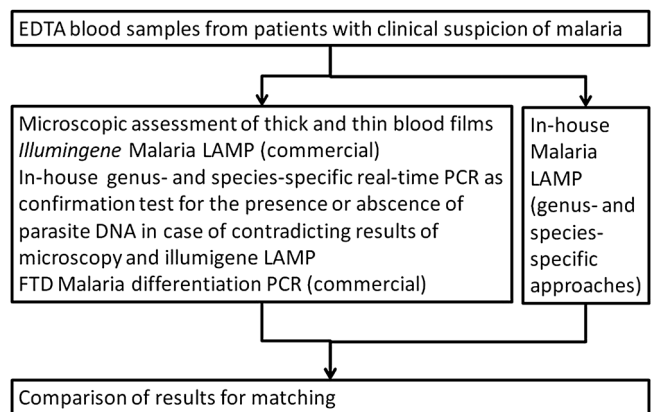 EDTA blood samples from patients with clinical suspicion of malaria
Microscopic assessment of thick and thin blood films
Illumingene Malaria LAMP (commercial)
In-house genus- and species-specific real-time PCR as
confirmation test for the presence or absence of
parasite DNA in case of contradicting results of
microscopy and illumigene LAMP
FTD Malaria differentiation PCR (commercial)
In-house
Malaria
LAMP
(genus- and
species-
specific
approaches)
Comparison of results for matching